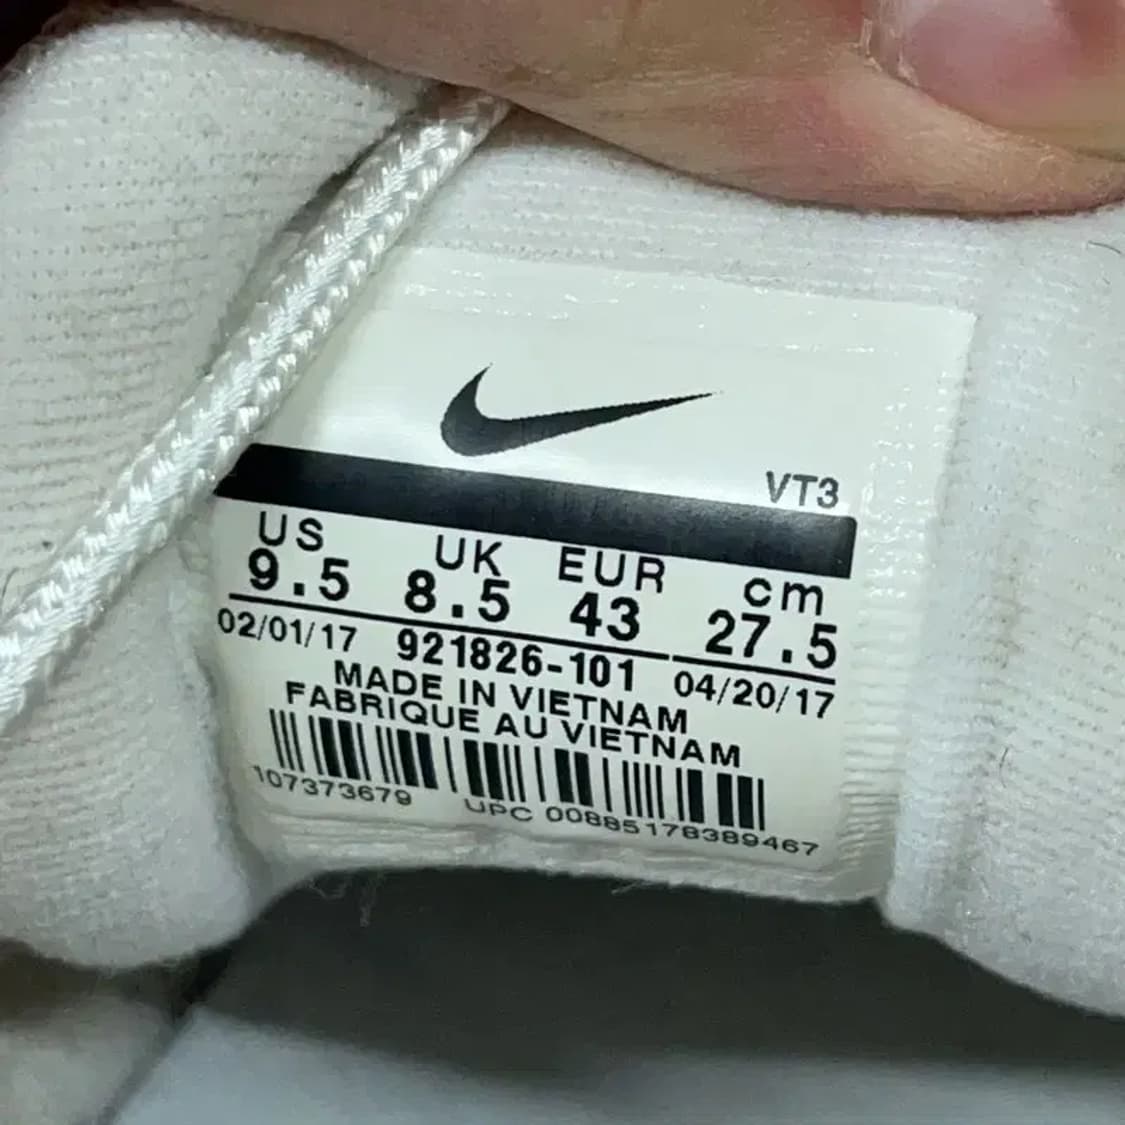 VT3
US UK EUR cm
9.5 8.5 43 27.5
02/01/17 921826-101 04/20/17
MADE IN VIETNAM
FABRIQUE AU VIETNAM
107373679 UPC 00885178389467